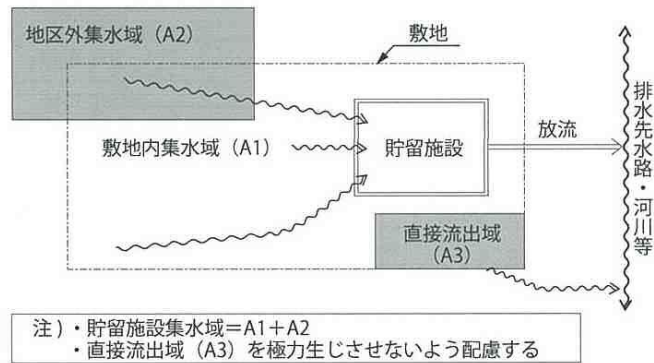 地区外集水域（A2）
敷地
敷地内集水域（A1）
貯留施設
放流
排水先水路・河川等
直接流出域
（A3）
注）・貯留施設集水域＝A1＋A2
・直接流出域（A3）を極力生じさせないよう配慮する